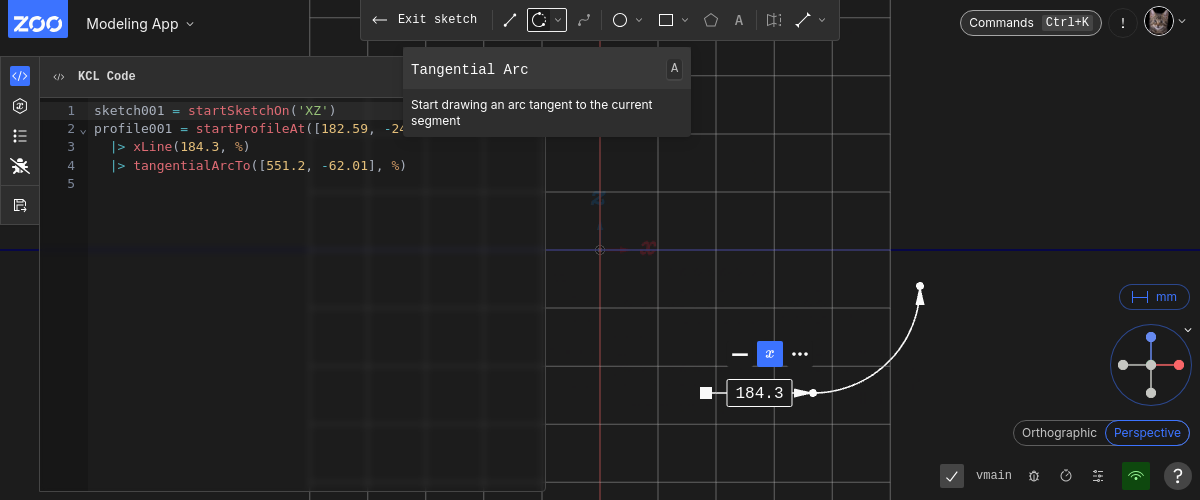 ZOO
Modeling App
Exit sketch
A
Commands Ctrl+K
!
KCL Code
Tangential Arc
A
Start drawing an arc tangent to the current
segment
1 sketch001 = startSketchOn('XZ')
2 profile001 = startProfileAt([182.59, -24
3 |> xLine(184.3, %)
4 |> tangentialArcTo([551.2, -62.01], %)
5
z
x
mm
x
184.3
Orthographic
Perspective
vmain
?